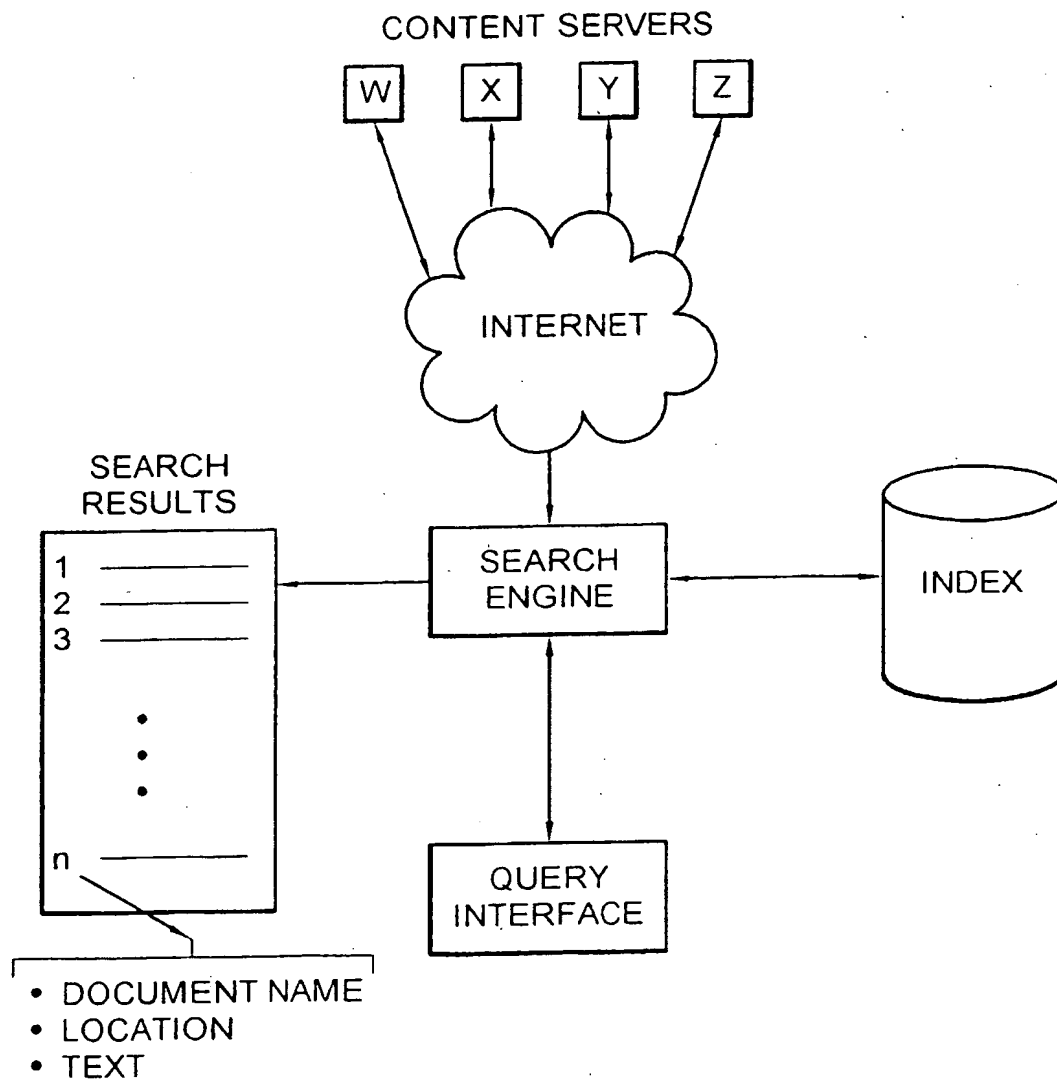 CONTENT SERVERS
W X Y Z
INTERNET
SEARCH
RESULTS
1
2
3
n
SEARCH
ENGINE
INDEX
QUERY
INTERFACE
• DOCUMENT NAME
• LOCATION
• TEXT